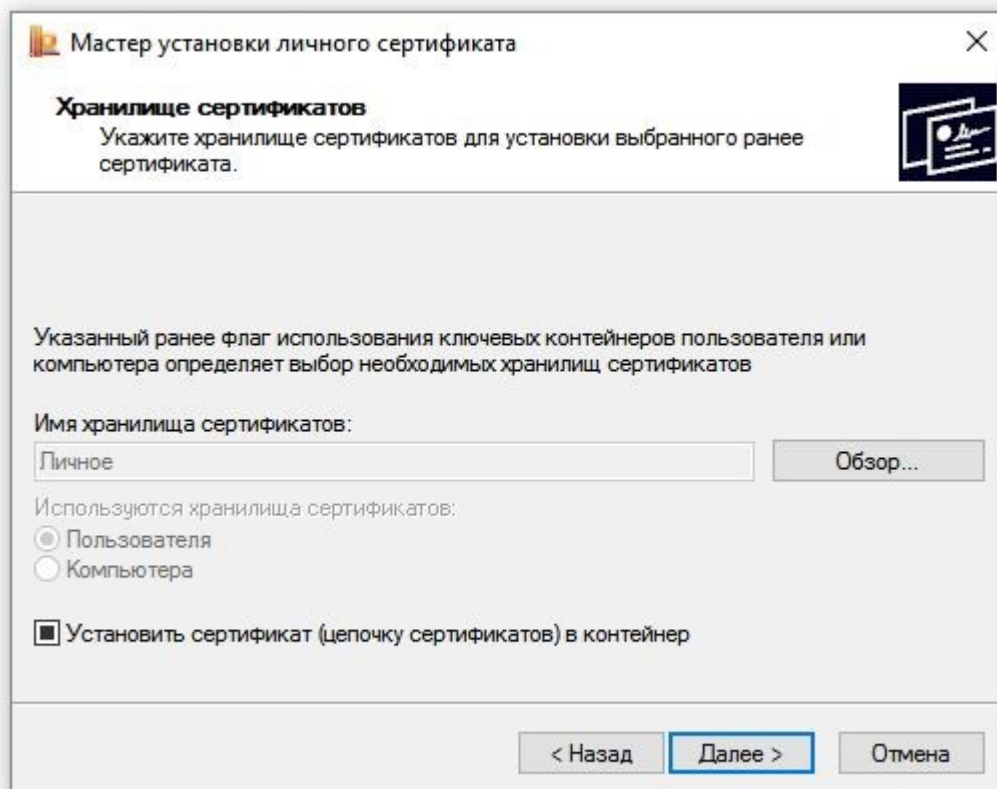 Мастер установки личного сертификата
Хранилище сертификатов
Укажите хранилище сертификатов для установки выбранного ранее
сертификата.
Указанный ранее флаг использования ключевых контейнеров пользователя или
компьютера определяет выбор необходимых хранилищ сертификатов
Имя хранилища сертификатов:
Личное
Обзор...
Используются хранилища сертификатов:
Пользователя
Компьютера
Установить сертификат (цепочку сертификатов) в контейнер
< Назад
Далее >
Отмена